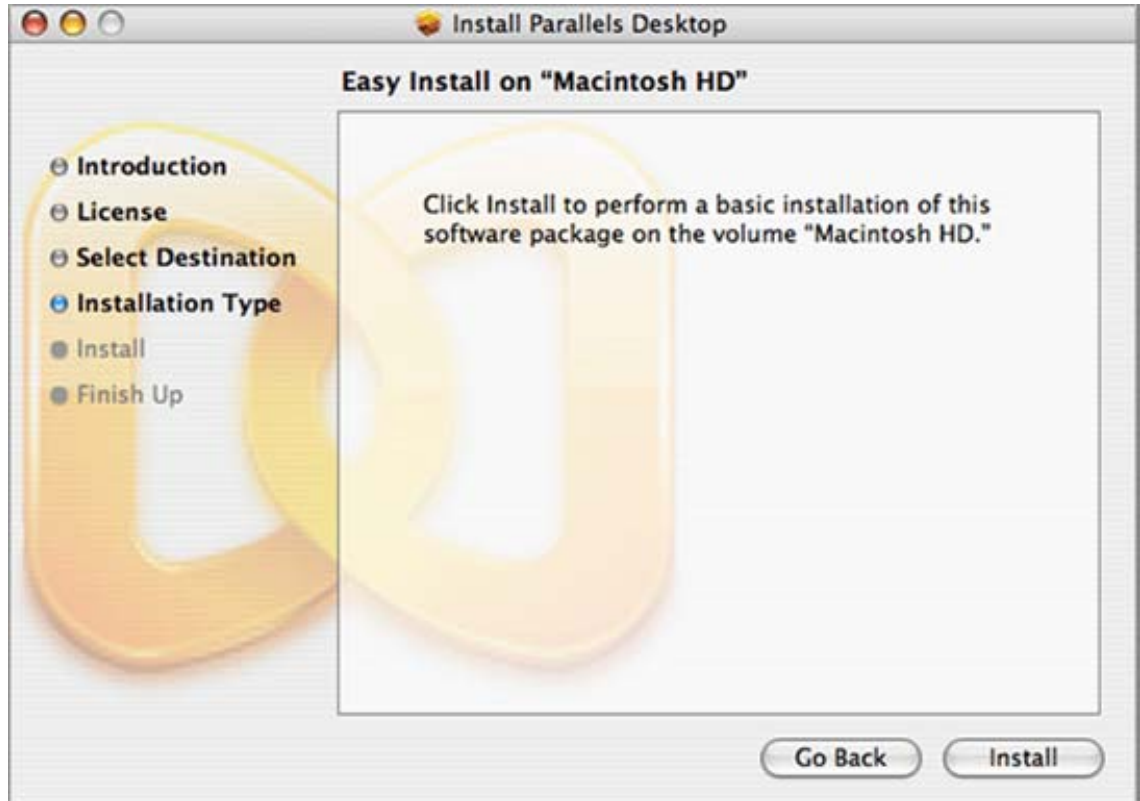 Install Parallels Desktop
Easy Install on “Macintosh HD”
Introduction
License
Select Destination
Installation Type
Install
Finish Up
Click Install to perform a basic installation of this
software package on the volume “Macintosh HD.”
Go Back
Install